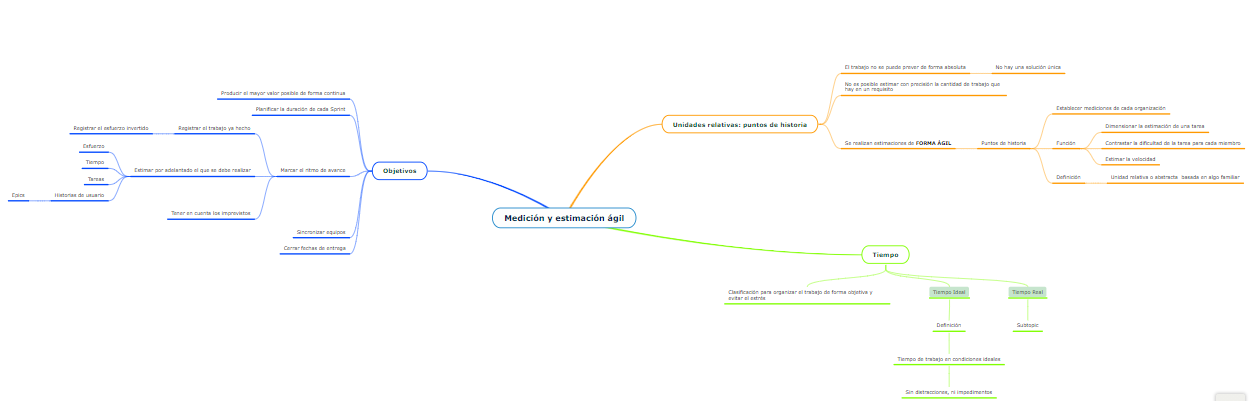 Medición y estimación ágil
Objetivos
Producir el mayor valor posible de forma continua
Planificar la duración de cada Sprint
Marcar el ritmo de avance
Registrar el trabajo ya hecho
Registrar el esfuerzo invertido
Estimar por adelantado el que se debe realizar
Esfuerzo
Tiempo
Tareas
Historias de usuario
Epics
Tener en cuenta los imprevistos
Sincronizar equipos
Cerrar fechas de entrega
Unidades relativas: puntos de historia
El trabajo no se puede prever de forma absoluta
No hay una solución única
No es posible estimar con precisión la cantidad de trabajo que
hay en un requisito
Se realizan estimaciones de FORMA ÁGIL
Puntos de historia
Establecer mediciones de cada organización
Función
Dimensionar la estimación de una tarea
Contrastar la dificultad de la tarea para cada miembro
Estimar la velocidad
Definición
Unidad relativa o abstracta basada en algo familiar
Tiempo
Clasificación para organizar el trabajo de forma objetiva y
evitar el estrés
Tiempo Ideal
Definición
Tiempo de trabajo en condiciones ideales
Sin distracciones, ni impedimentos
Tiempo Real
Subtopic